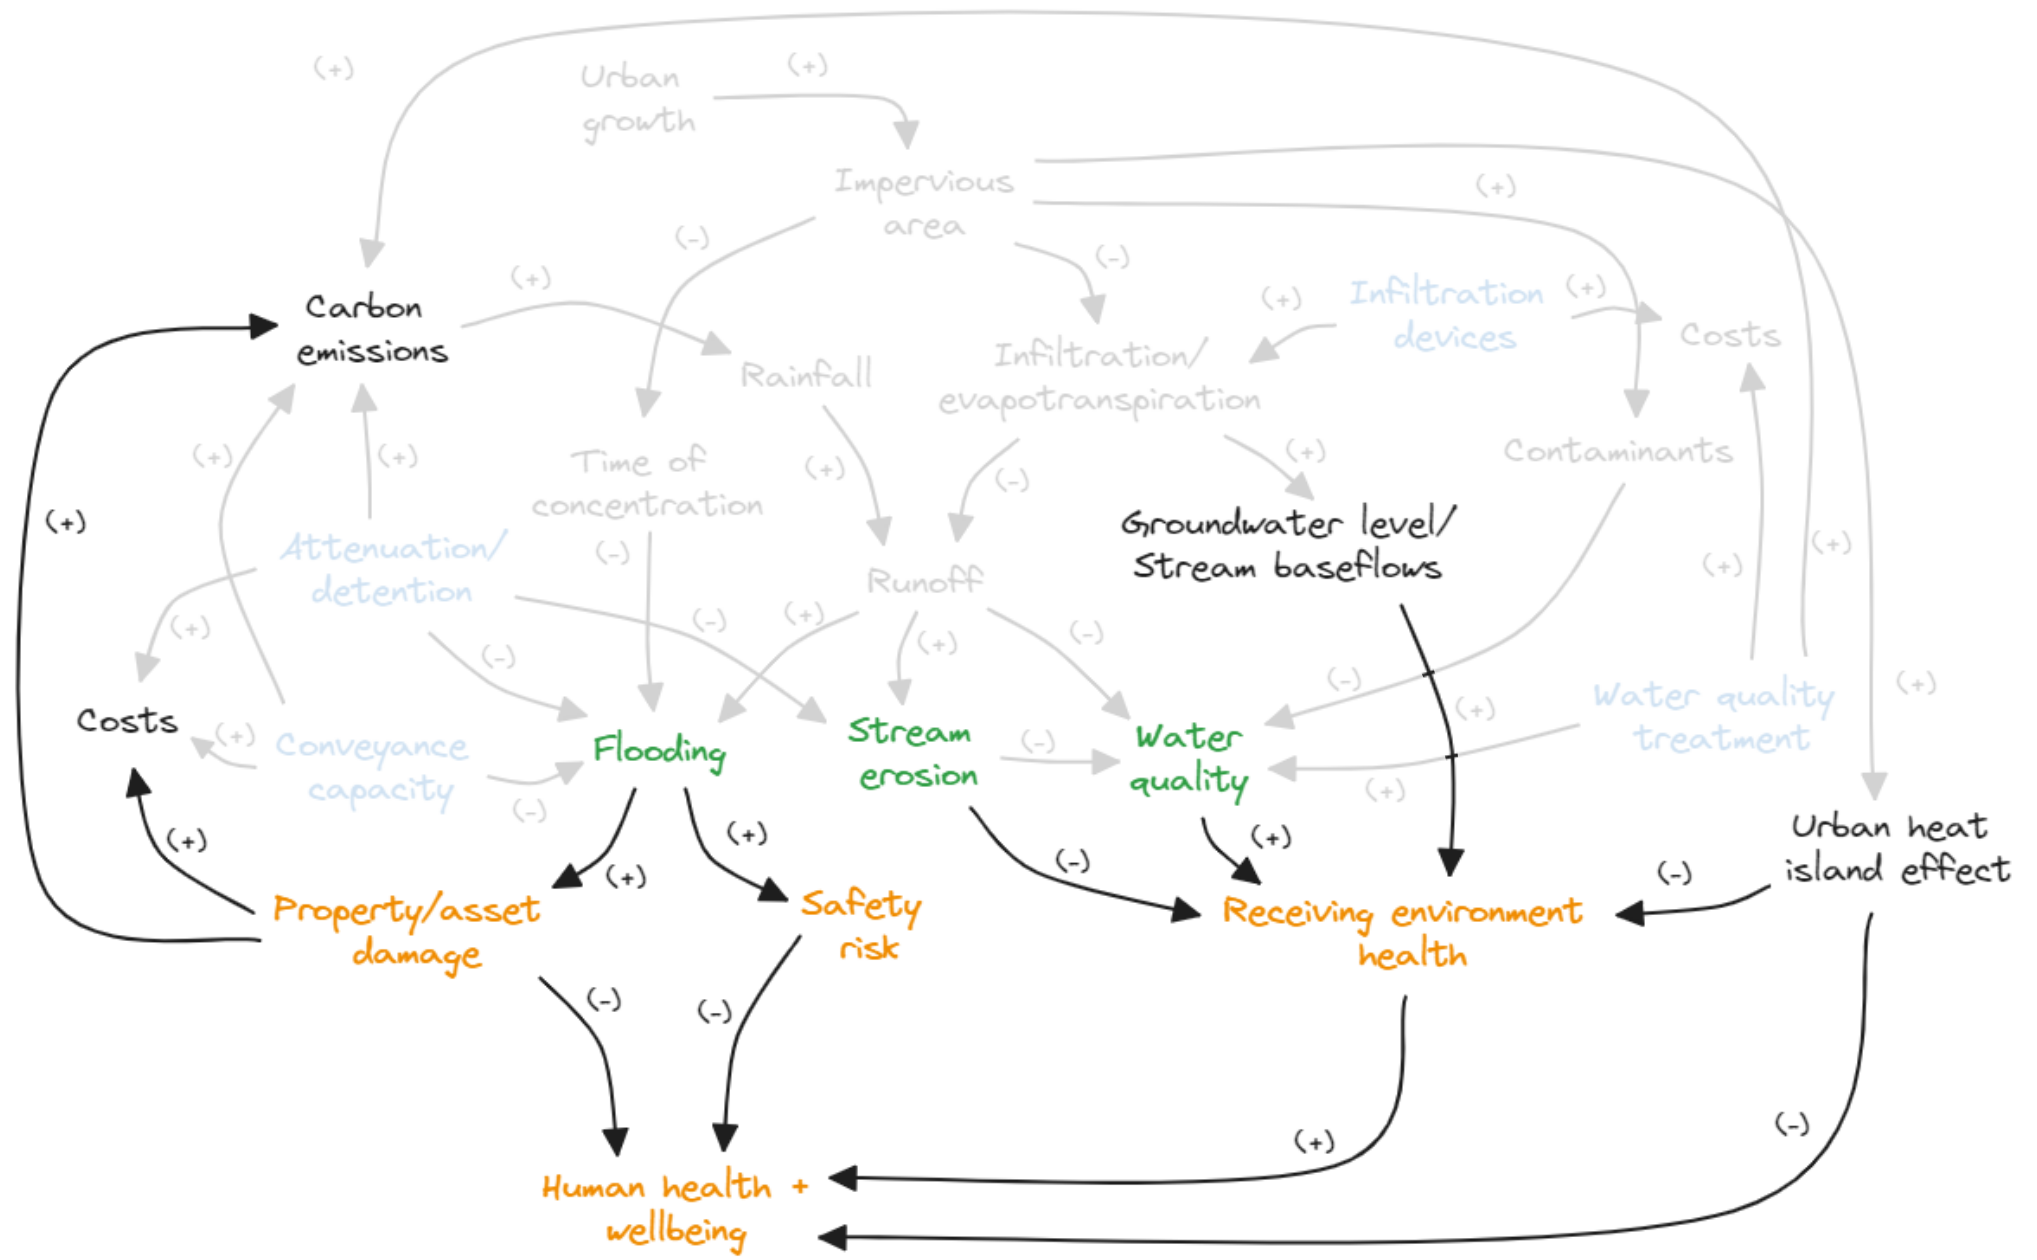 (+)
Urban
growth
(+)
Impervious
area
(+)
(-)
(-)
(+)
Carbon
emissions
Infiltration
devices
(+)
(+)
Costs
Rainfall
Infiltration/
evapotranspiration
(+)
(+)
Time of
concentration
(+)
(-)
(+)
Contaminants
(+)
Attenuation/
detention
(-)
Runoff
Groundwater level/
Stream baseflows
(+)
(+)
(+)
(-)
(-)
(+)
(+)
(-)
(-)
(+)
(+)
Costs
(+)
Conveyance
capacity
(-)
Flooding
Stream
erosion
(-)
Water
quality
(+)
Water quality
treatment
(+)
(+)
(+)
(-)
(+)
Urban heat
island effect
(-)
(+)
Property/asset
damage
Safety
risk
Receiving environment
health
(-)
(-)
(+)
(-)
Human health +
wellbeing